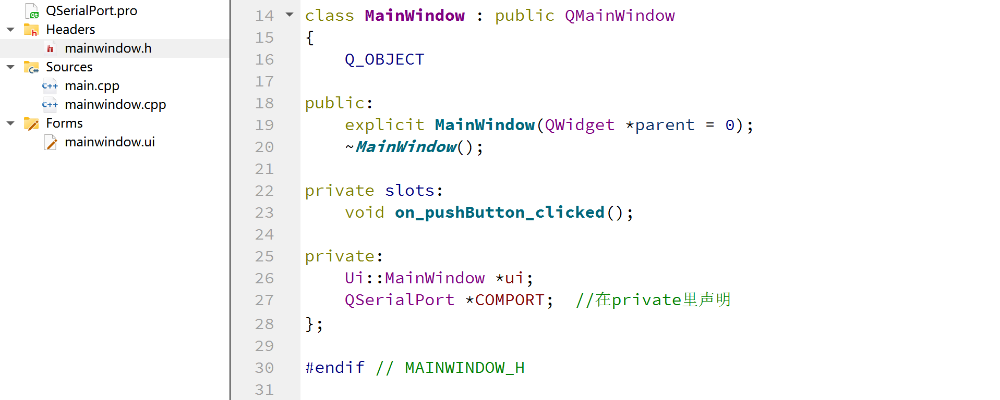 QSerialPort.pro
Headers
mainwindow.h
Sources
main.cpp
mainwindow.cpp
Forms
mainwindow.ui
14 class MainWindow : public QMainWindow
15 {
16     Q_OBJECT
17
18 public:
19     explicit MainWindow(QWidget *parent = 0);
20     ~MainWindow();
21
22 private slots:
23     void on_pushButton_clicked();
24
25 private:
26     Ui::MainWindow *ui;
27     QSerialPort *COMPORT;  //在private里声明
28 };
29
30 #endif // MAINWINDOW_H
31